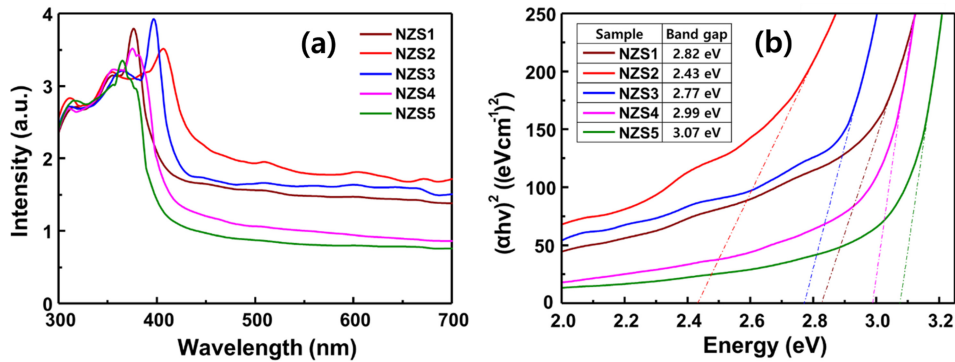 (a)
NZS1
NZS2
NZS3
NZS4
NZS5
Intensity (a.u.)
4
3
2
1
0
300 400 500 600 700
Wavelength (nm)
(b)
Sample Band gap
NZS1 2.82 eV
NZS2 2.43 eV
NZS3 2.77 eV
NZS4 2.99 eV
NZS5 3.07 eV
(αhν)² ((eVcm⁻¹)²)
250
200
150
100
50
0
2.0 2.2 2.4 2.6 2.8 3.0 3.2
Energy (eV)